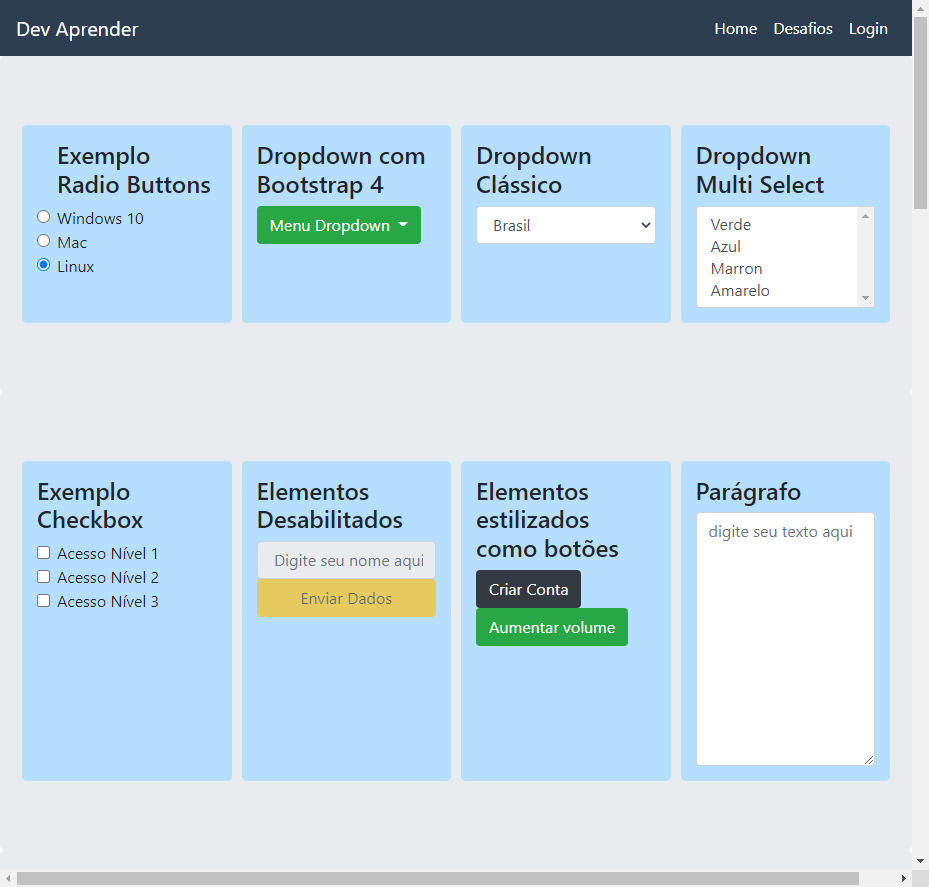 Dev Aprender
Home Desafios Login
Exemplo
Radio Buttons
Windows 10
Mac
Linux
Dropdown com
Bootstrap 4
Menu Dropdown
Dropdown
Clássico
Brasil
Dropdown
Multi Select
Verde
Azul
Marron
Amarelo
Exemplo
Checkbox
Acesso Nível 1
Acesso Nível 2
Acesso Nível 3
Elementos
Desabilitados
Digite seu nome aqui
Enviar Dados
Elementos
estilizados
como botões
Criar Conta
Aumentar volume
Parágrafo
digite seu texto aqui